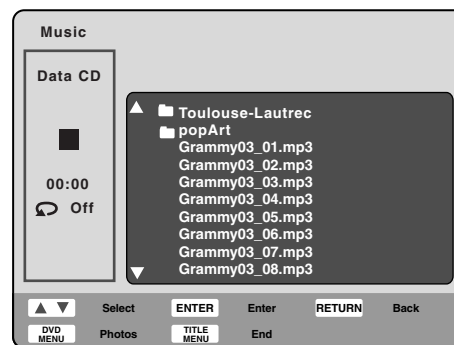 Music
Data CD
00:00
Off
Toulouse-Lautrec
popArt
Grammy03_01.mp3
Grammy03_02.mp3
Grammy03_03.mp3
Grammy03_04.mp3
Grammy03_05.mp3
Grammy03_06.mp3
Grammy03_07.mp3
Grammy03_08.mp3
Select ENTER Enter RETURN Back
DVD MENU Photos TITLE MENU End